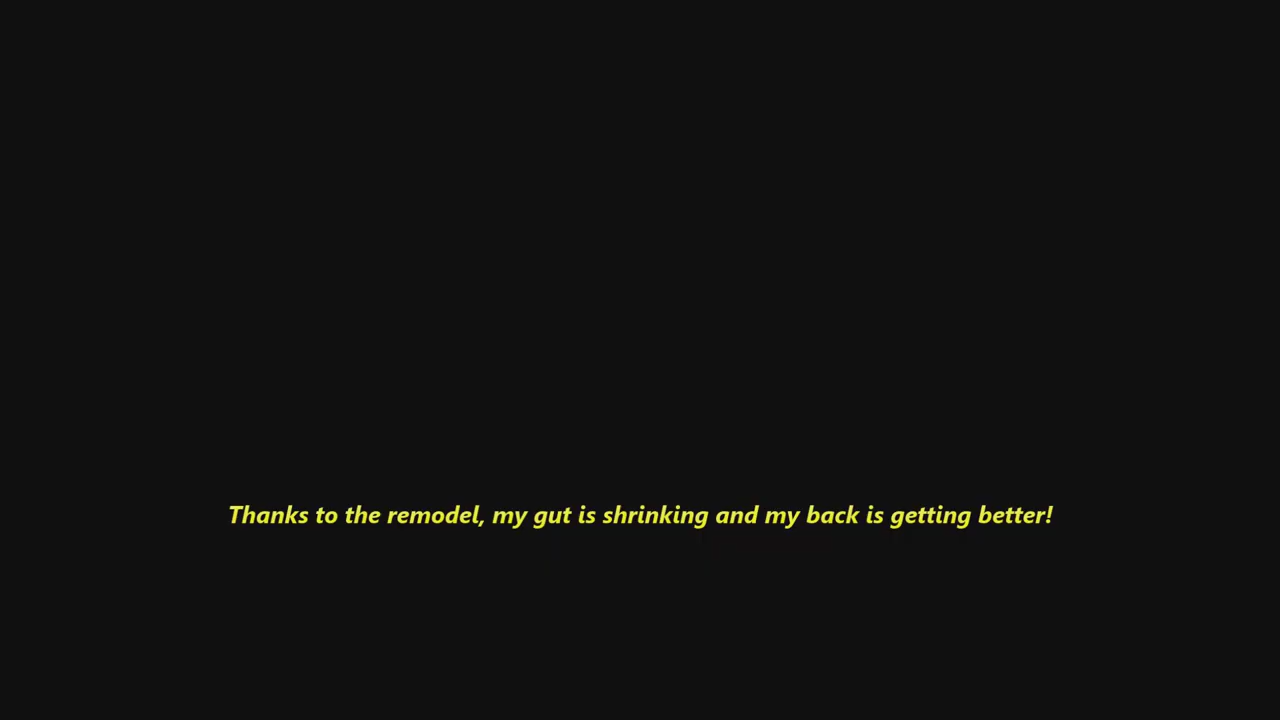 Thanks to the remodel, my gut is shrinking and my back is getting better!